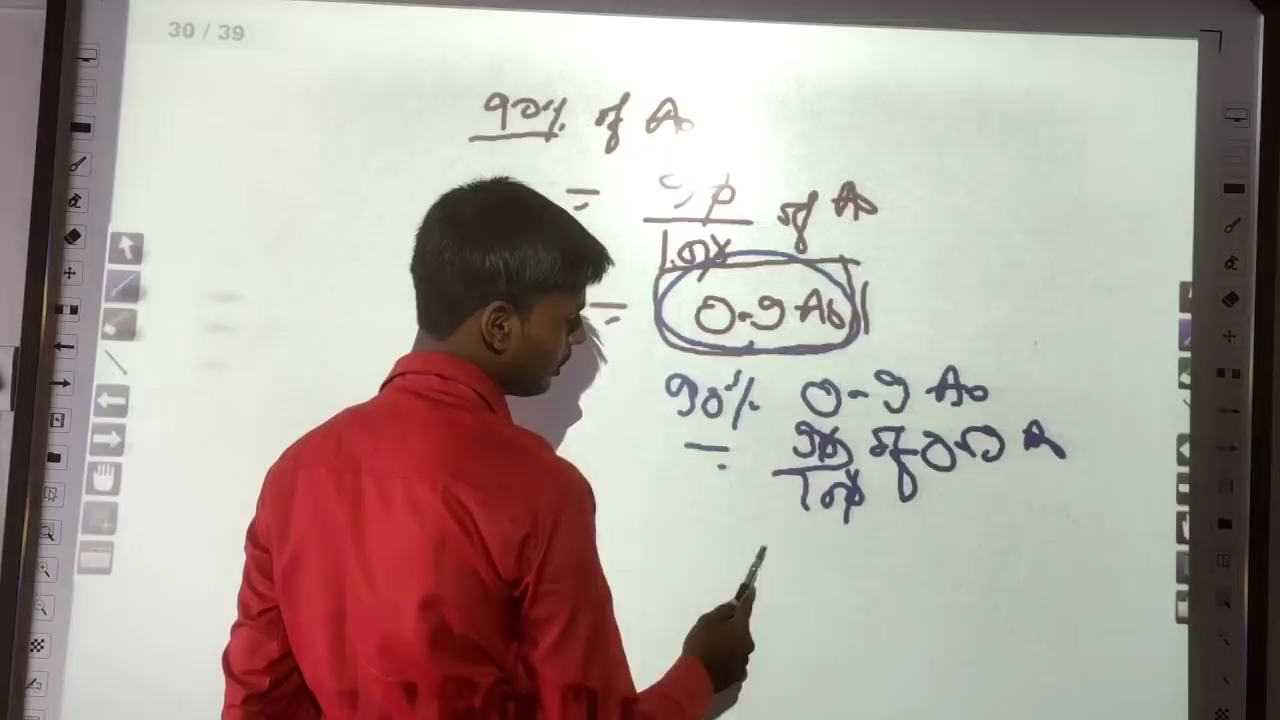 30 / 39
90% of A₀
= 90/100 of A₀
= 0.9 A₀
90% 0.9 A₀
= 90/100 of 0.9 A